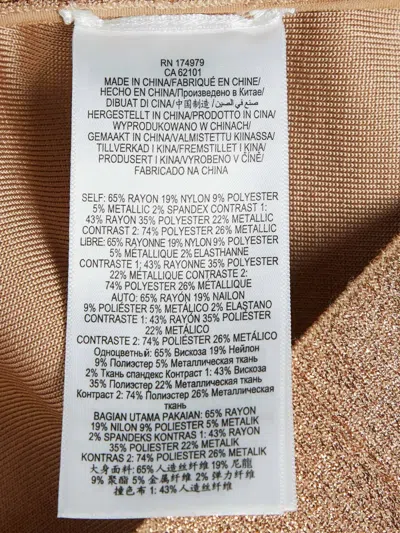 RN 174979
CA 62101
MADE IN CHINA/FABRIQUÉ EN CHINE/
HECHO EN CHINA/Произведено в Китае/
DIBUAT DI CINA/中国制造/صنع في الصين/
HERGESTELLT IN CHINA/PRODOTTO IN CINA/
WYPRODUKOWANO W CHINACH/
GEMAAKT IN CHINA/VALMISTETTU KIINASSA/
TILLVERKAD I KINA/FREMSTILLET I KINA/
PRODUSERT I KINA/VYROBENO V ČÍNĚ/
FABRICADO NA CHINA
SELF: 65% RAYON 19% NYLON 9% POLYESTER
5% METALLIC 2% SPANDEX CONTRAST 1:
43% RAYON 35% POLYESTER 22% METALLIC
CONTRAST 2: 74% POLYESTER 26% METALLIC
LIBRE: 65% RAYONNE 19% NYLON 9% POLYESTER
5% METALLIQUE 2% ELASTHANNE
CONTRASTE 1: 43% RAYONNE 35% POLYESTER
22% METALLIQUE CONTRASTE 2:
74% POLYESTER 26% METALLIQUE
AUTO: 65% RAYÓN 19% NAILON
9% POLIÉSTER 5% METÁLICO 2% ELASTANO
CONTRASTE 1: 43% RAYÓN 35% POLIÉSTER
22% METÁLICO
CONTRASTE 2: 74% POLIÉSTER 26% METÁLICO
Одноцветный: 65% Вискоза 19% Нейлон
9% Полиэстер 5% Металлическая ткань
2% Ткань спандекс Контраст 1: 43% Вискоза
35% Полиэстер 22% Металлическая ткань
Контраст 2: 74% Полиэстер 26% Металлическая
ткань
BAGIAN UTAMA PAKAIAN: 65% RAYON
19% NILON 9% POLIESTER 5% METALIK
2% SPANDEKS KONTRAS 1: 43% RAYON
35% POLIESTER 22% METALIK
KONTRAS 2: 74% POLIESTER 26% METALIK
大身面料: 65% 人造丝纤维 19% 尼龍
9% 聚酯 5% 金属纤维 2% 弹力纤维
撞色布 1: 43% 人造丝纤维